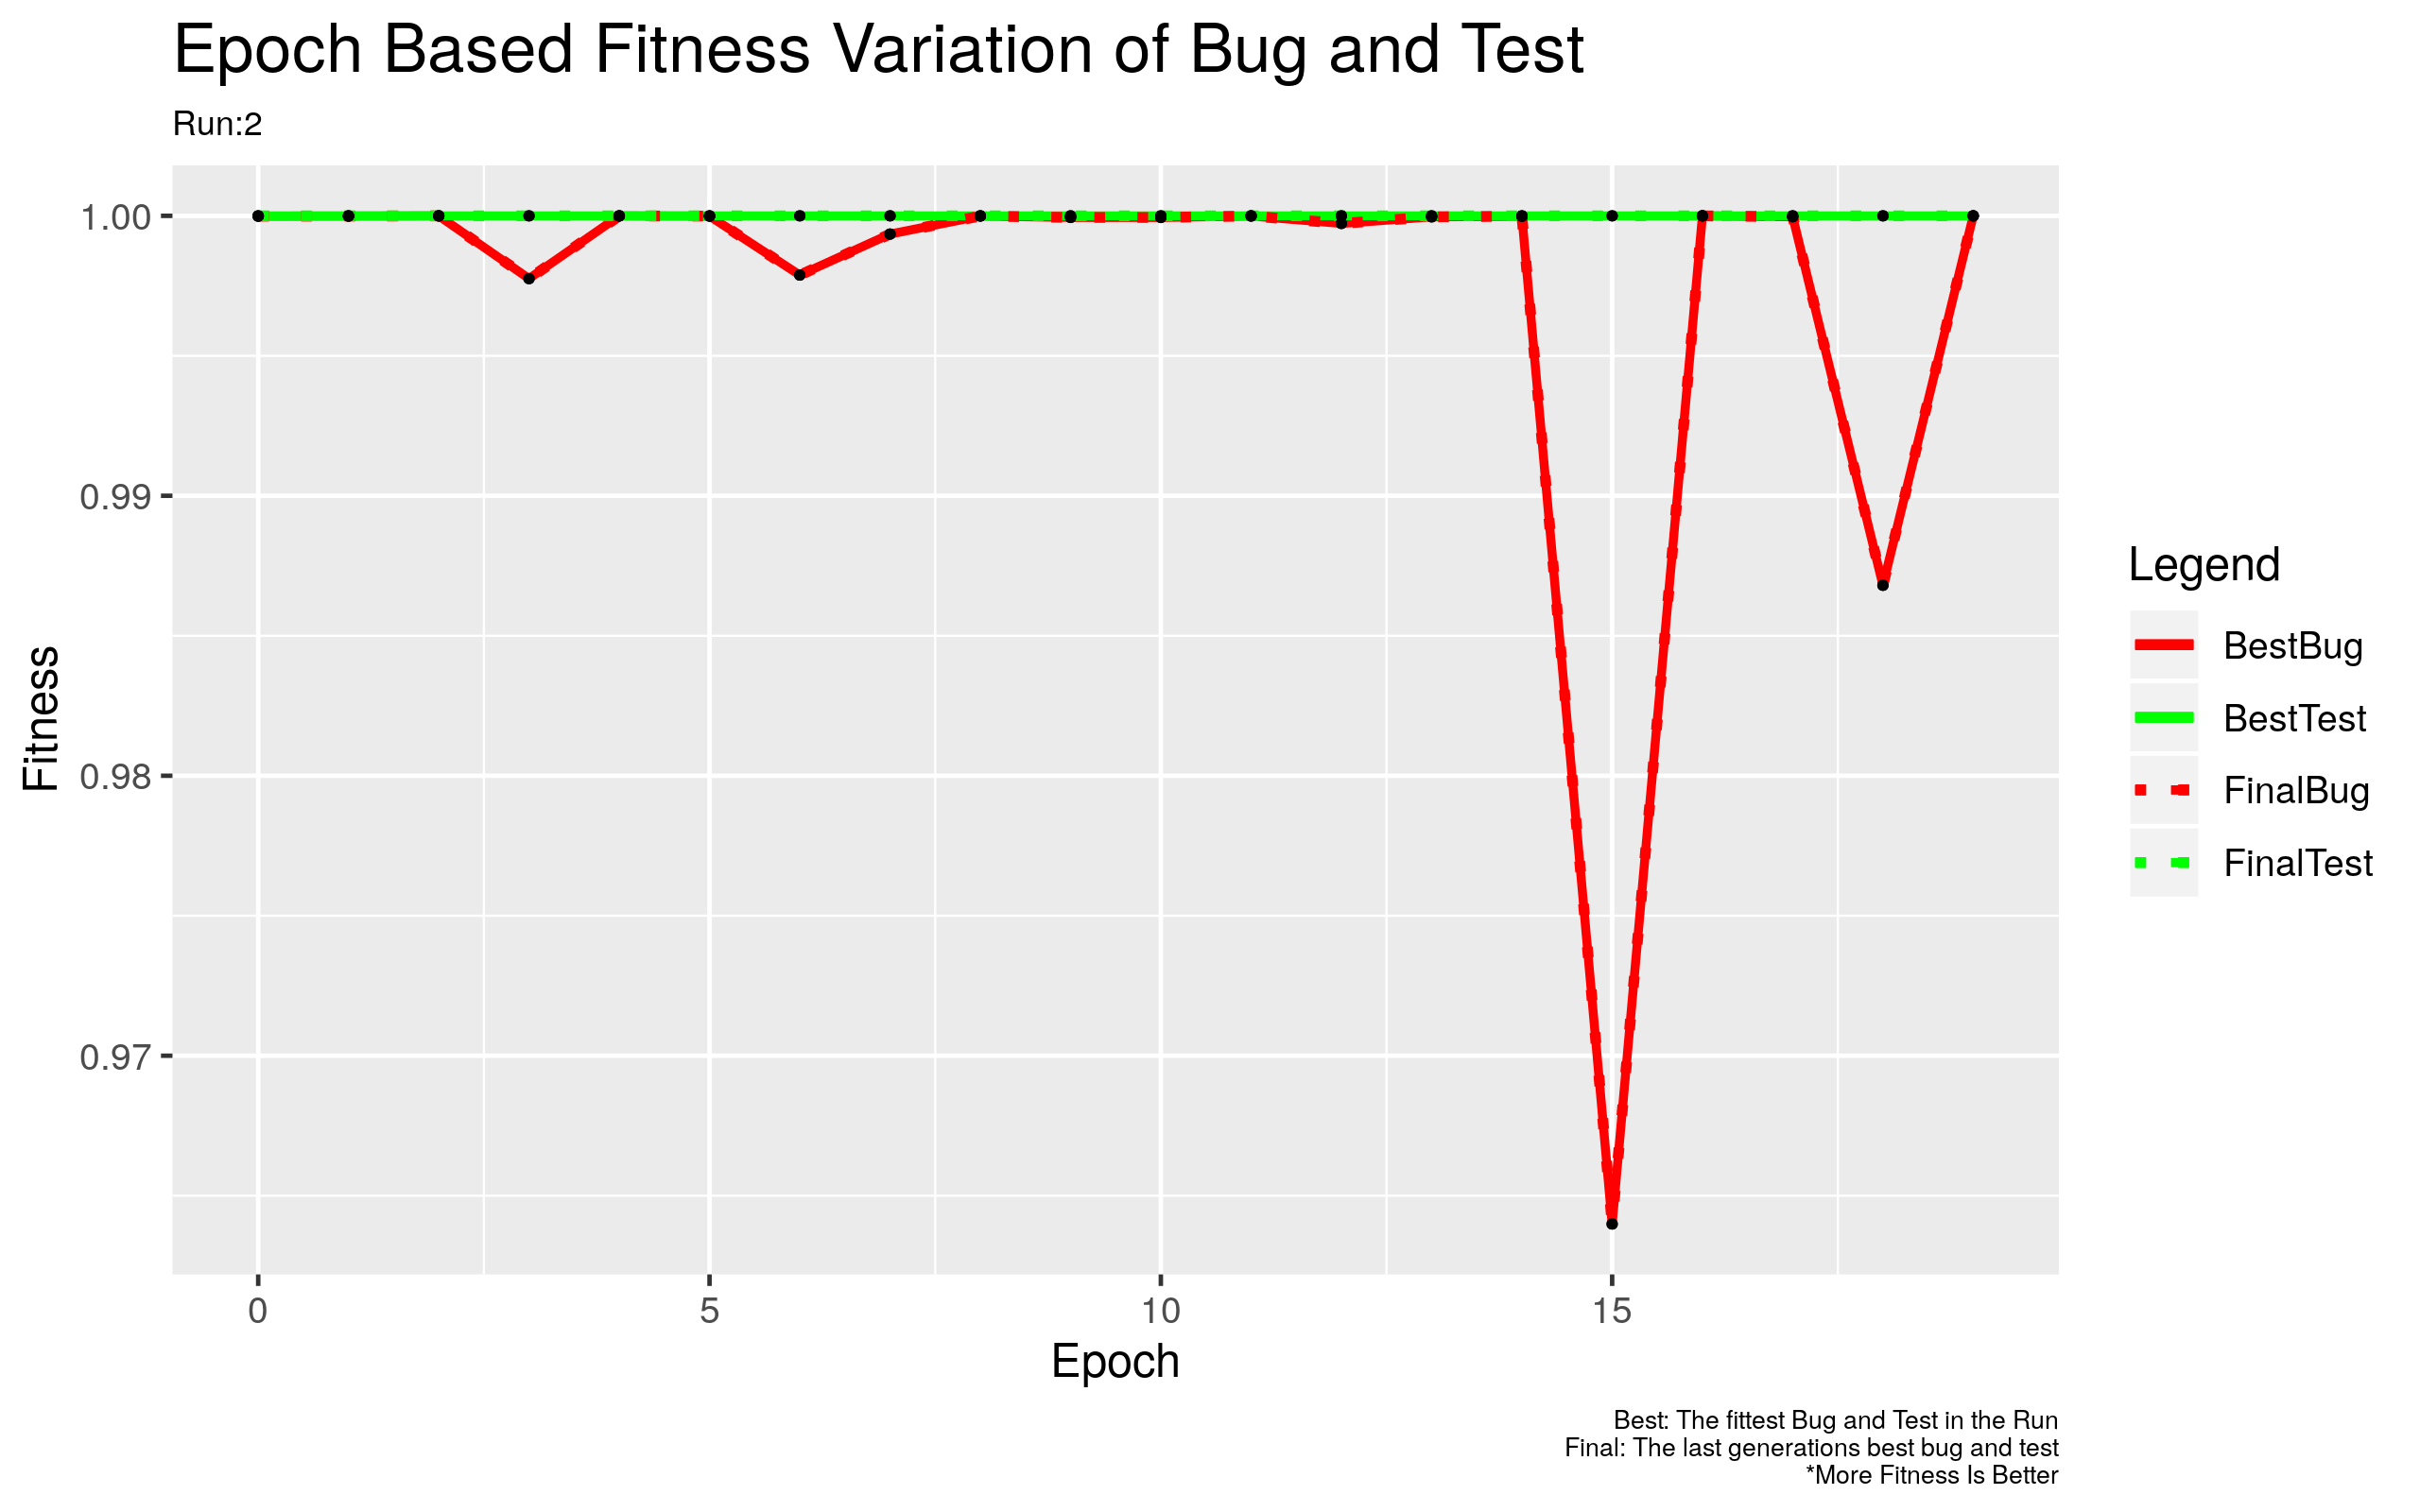 Epoch Based Fitness Variation of Bug and Test
Run:2
1.00
0.99
0.98
0.97
Fitness
0 5 10 15
Epoch
Legend
BestBug
BestTest
FinalBug
FinalTest
Best: The fittest Bug and Test in the Run
Final: The last generations best bug and test
*More Fitness Is Better